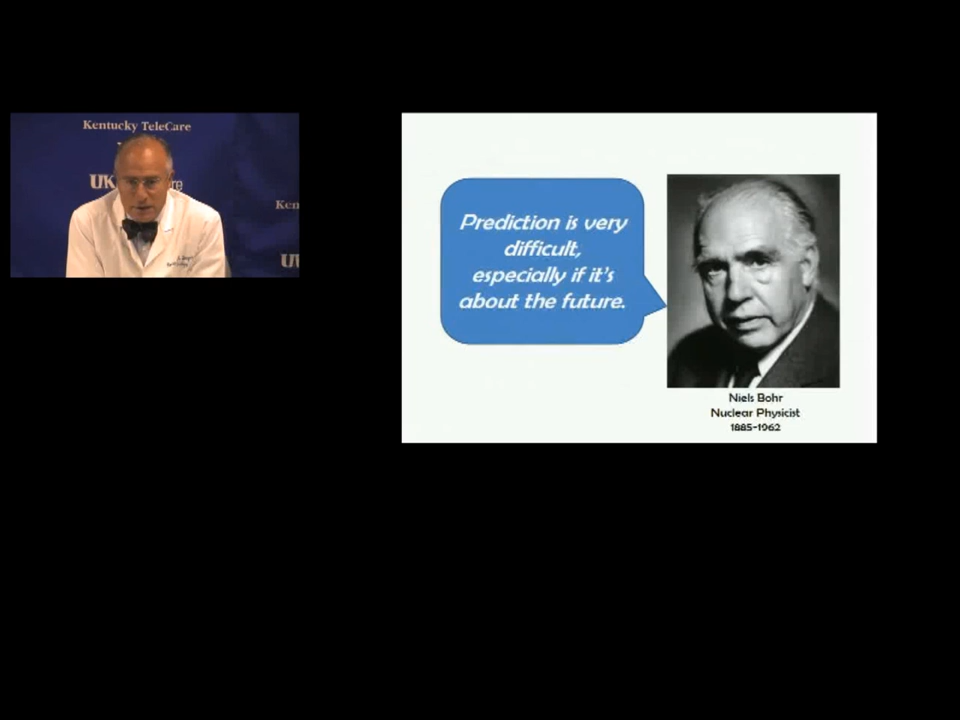 Kentucky TeleCare
UK
re
Ken
Prediction is very
difficult,
especially if it's
about the future.
Niels Bohr
Nuclear Physicist
1885-1962